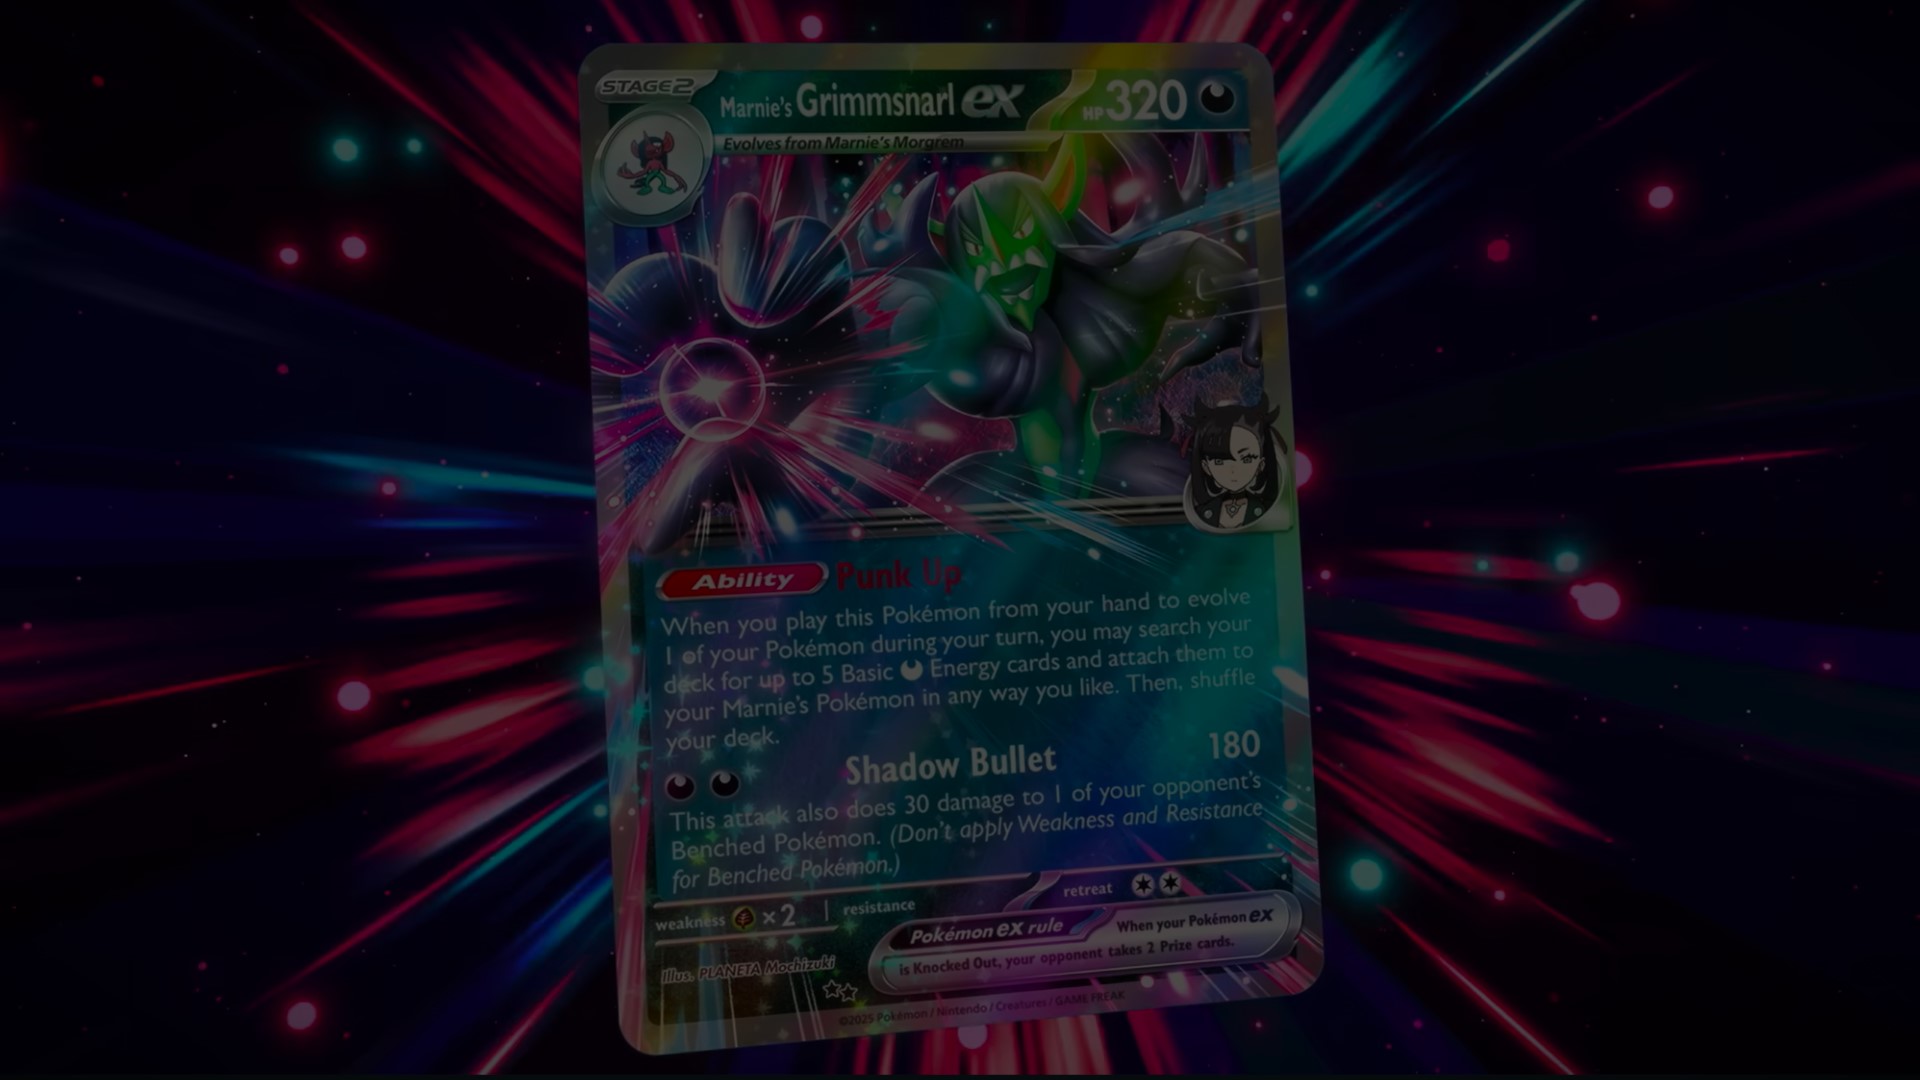 STAGE2
Marnie's Grimmsnarl ex
HP 320
Evolves from Marnie's Morgrem
Ability Punk Up
When you play this Pokémon from your hand to evolve
1 of your Pokémon during your turn, you may search your
deck for up to 5 Basic Energy cards and attach them to
your Marnie's Pokémon in any way you like. Then, shuffle
your deck.
Shadow Bullet 180
This attack also does 30 damage to 1 of your opponent's
Benched Pokémon. (Don't apply Weakness and Resistance
for Benched Pokémon.)
weakness ×2 resistance
retreat
Pokémon ex rule When your Pokémon ex
is Knocked Out, your opponent takes 2 Prize cards.
Illus. PLANETA Mochizuki
©2025 Pokémon / Nintendo / Creatures / GAME FREAK